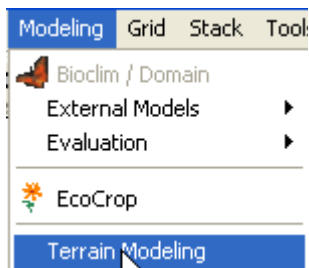 Modeling Grid Stack Tools
Bioclim / Domain
External Models
Evaluation
EcoCrop
Terrain Modeling